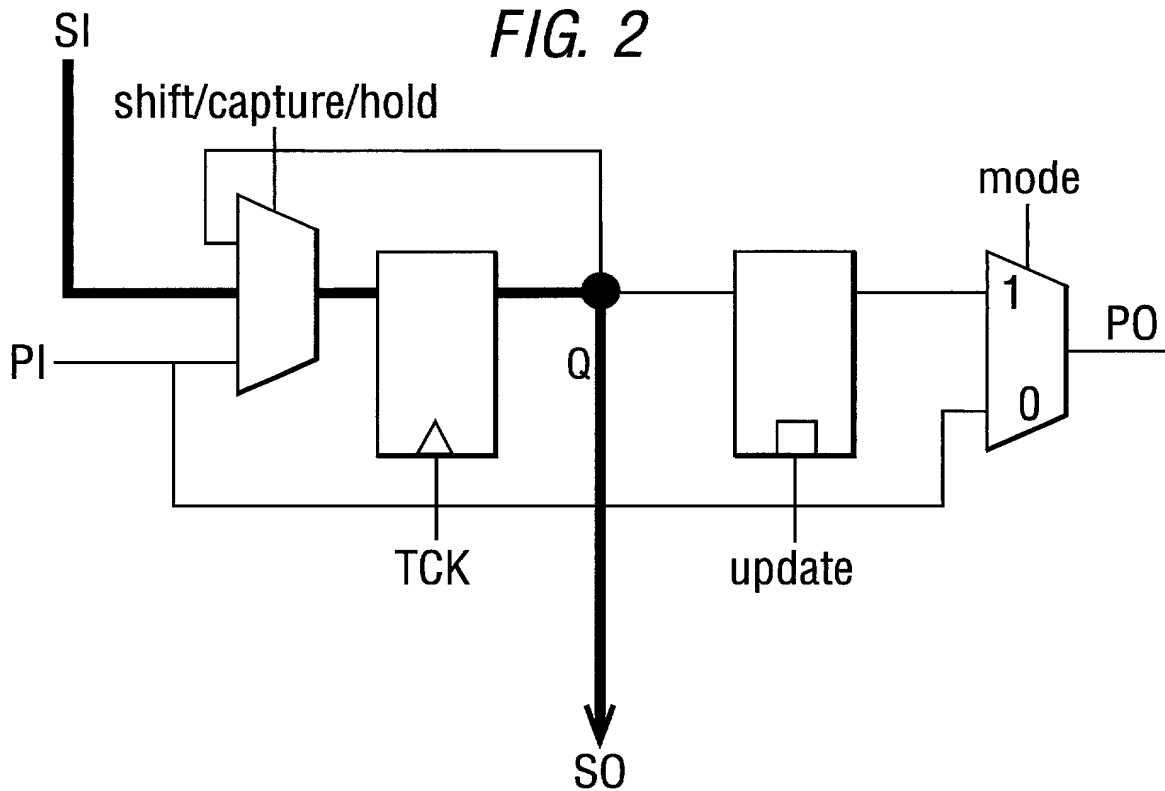 FIG. 2
SI
shift/capture/hold
mode
1
PO
PI
Q
0
TCK
update
SO